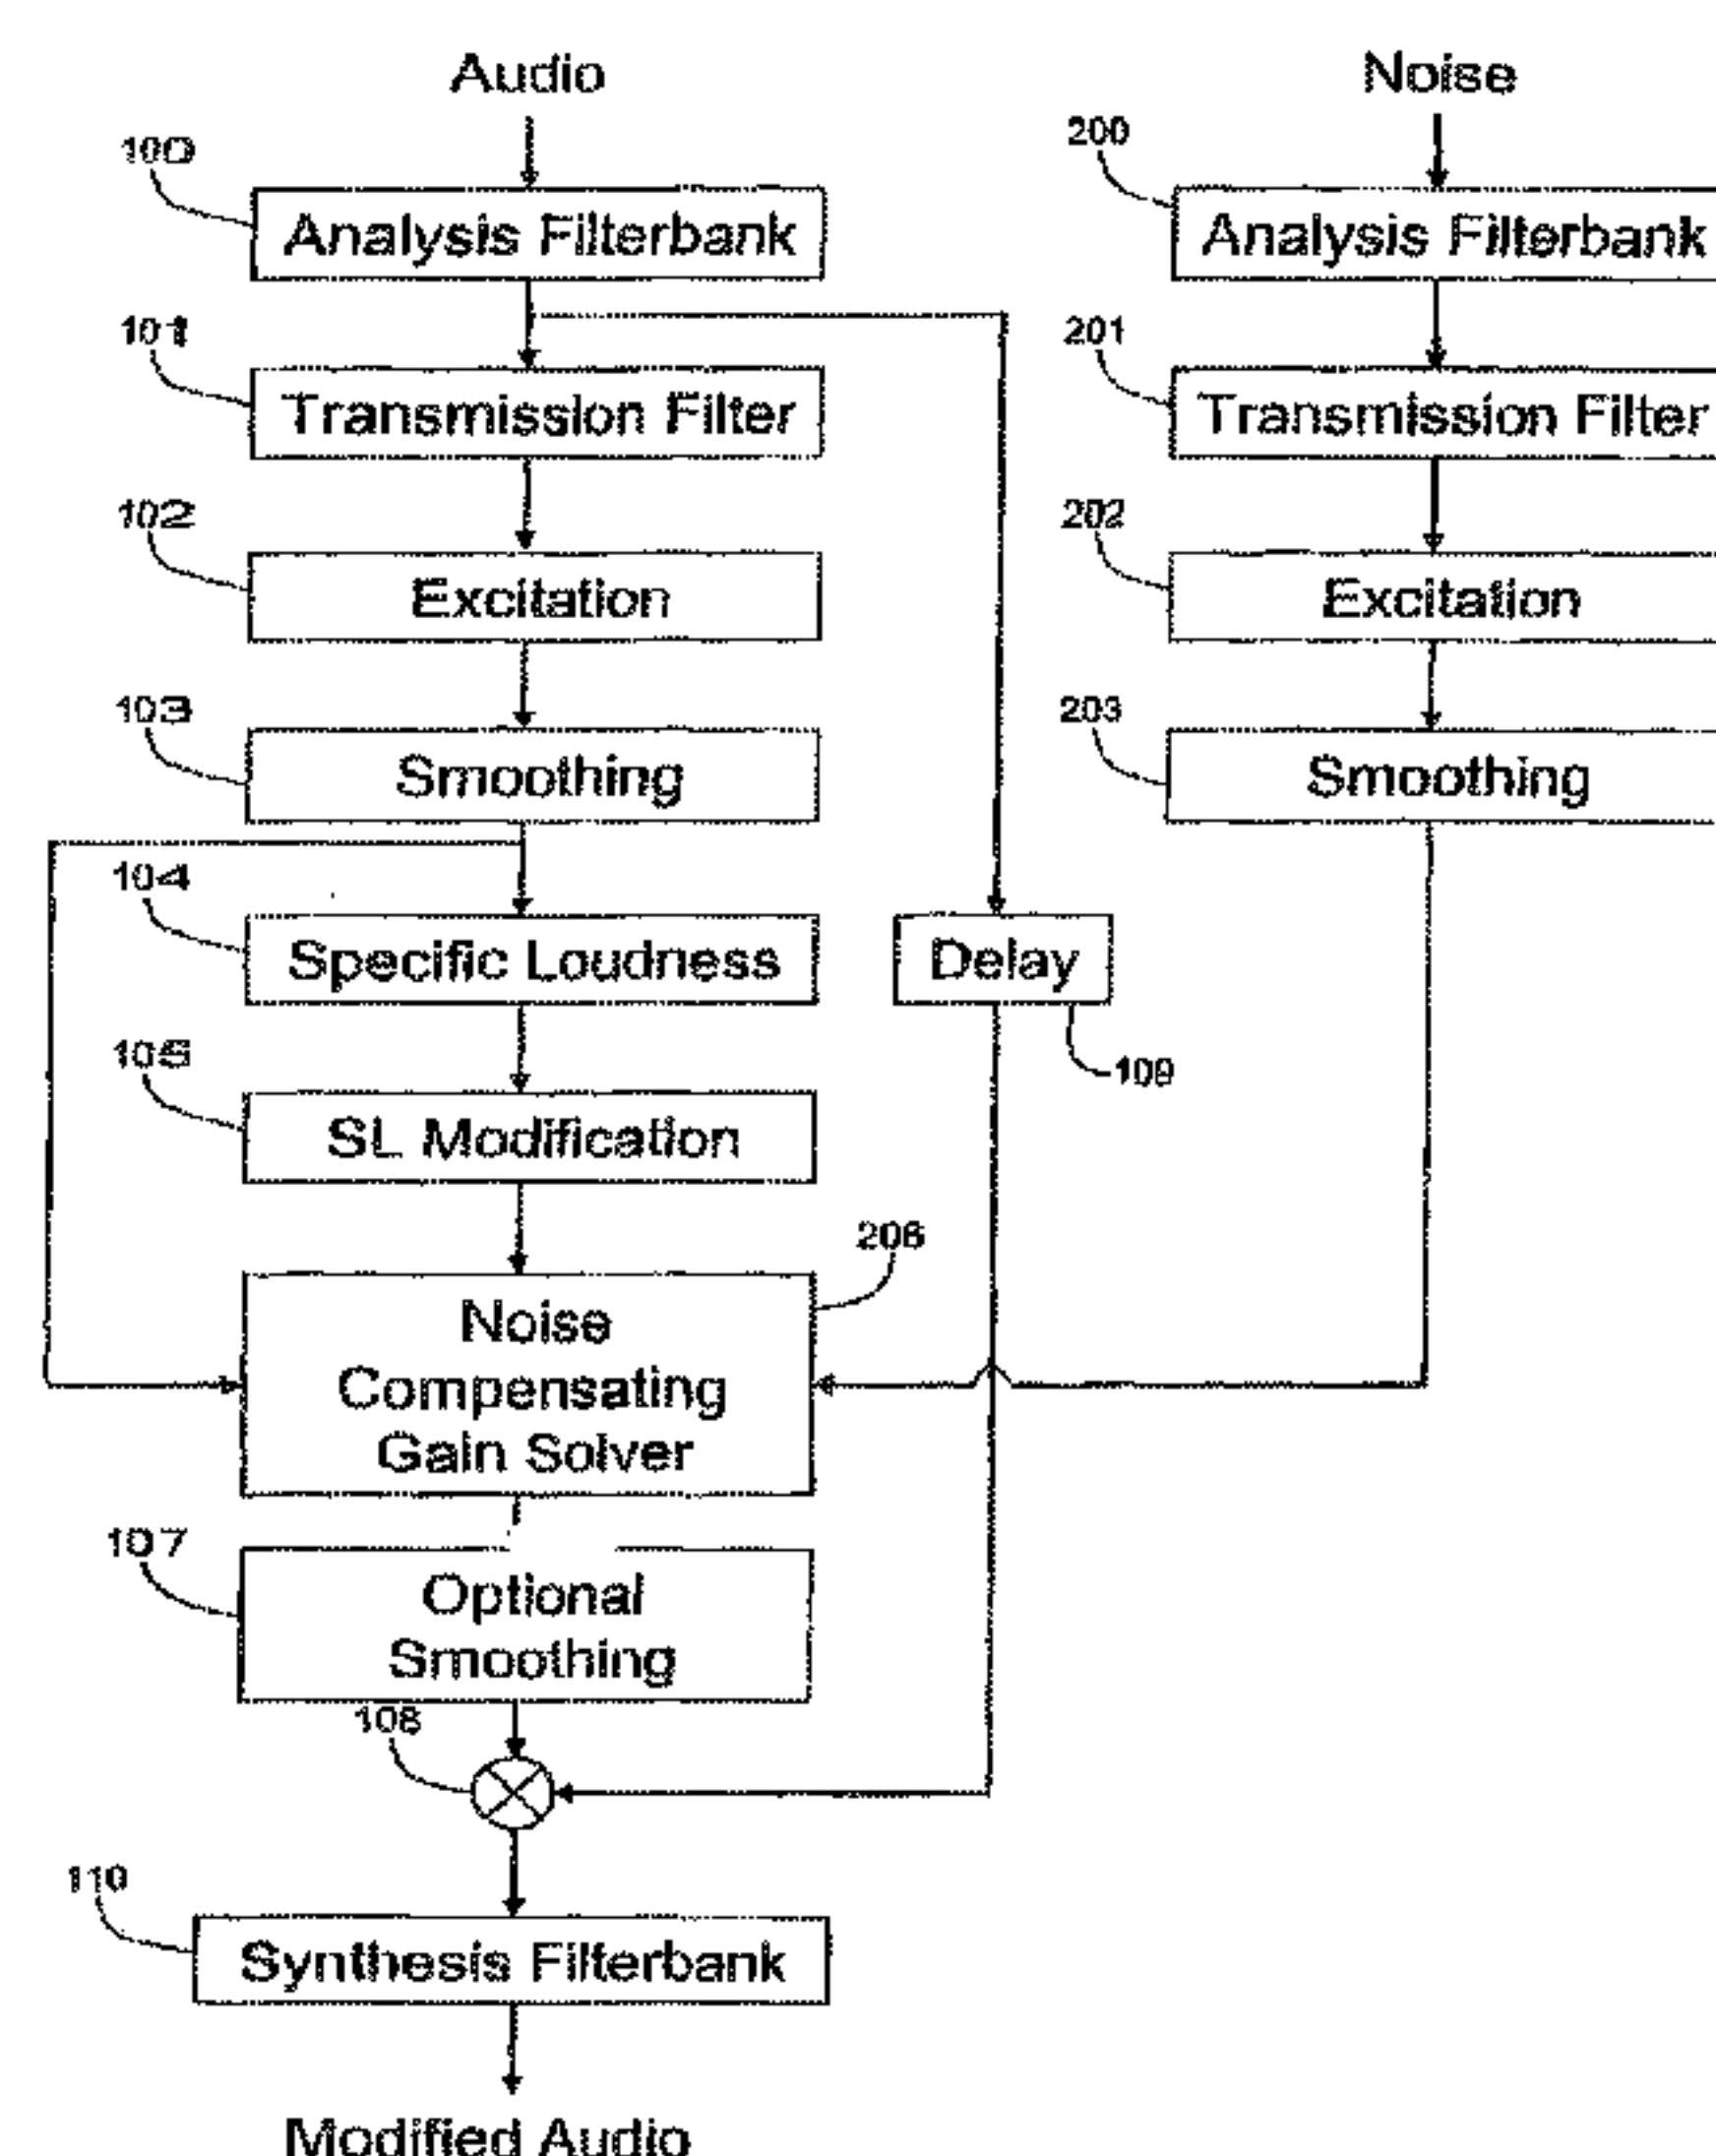 Audio
Noise
100
200
Analysis Filterbank
Analysis Filterbank
101
201
Transmission Filter
Transmission Filter
102
202
Excitation
Excitation
103
203
Smoothing
Smoothing
104
Specific Loudness
Delay
105
109
SL Modification
206
Noise
Compensating
Gain Solver
107
Optional
Smoothing
108
110
Synthesis Filterbank
Modified Audio